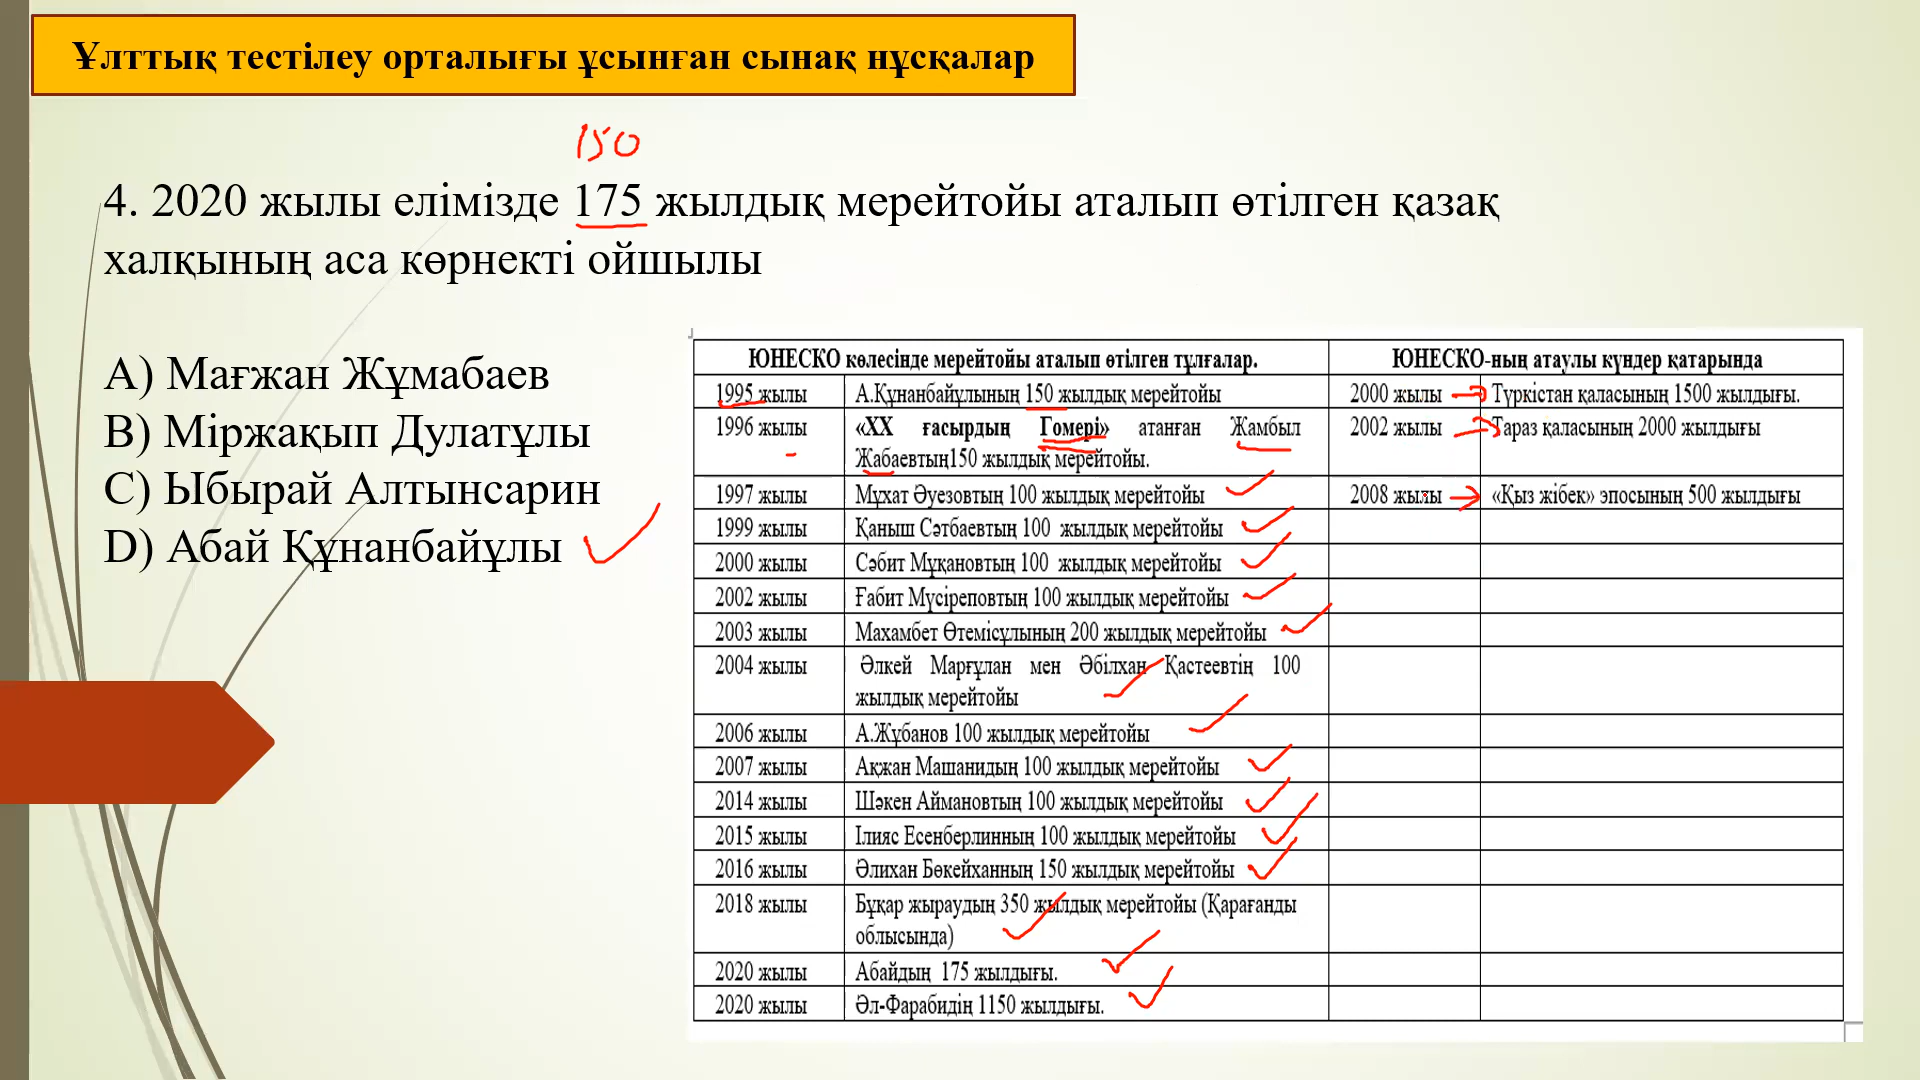 Ұлттық тестілеу орталығы ұсынған сынақ нұсқалар
150
4. 2020 жылы елімізде 175 жылдық мерейтойы аталып өтілген қазақ
халқының аса көрнекті ойшылы
A) Мағжан Жұмабаев
B) Міржақып Дулатұлы
C) Ыбырай Алтынсарин
D) Абай Құнанбайұлы
ЮНЕСКО көлесінде мерейтойы аталып өтілген тұлғалар. ЮНЕСКО-ның атаулы күндер қатарында
1995 жылы А.Құнанбайұлының 150 жылдық мерейтойы 2000 жылы Түркістан қаласының 1500 жылдығы.
1996 жылы «ХХ ғасырдың Гомері» атанған Жамбыл 2002 жылы Тараз қаласының 2000 жылдығы
Жабаевтың150 жылдық мерейтойы.
1997 жылы Мұхат Әуезовтың 100 жылдық мерейтойы 2008 жылы «Қыз жібек» эпосының 500 жылдығы
1999 жылы Қаныш Сәтбаевтың 100 жылдық мерейтойы
2000 жылы Сәбит Мұқановтың 100 жылдық мерейтойы
2002 жылы Ғабит Мүсіреповтың 100 жылдық мерейтойы
2003 жылы Махамбет Өтемісұлының 200 жылдық мерейтойы
2004 жылы Әлкей Марғұлан мен Әбілхан Қастеевтің 100
жылдық мерейтойы
2006 жылы А.Жұбанов 100 жылдық мерейтойы
2007 жылы Ақжан Машанидың 100 жылдық мерейтойы
2014 жылы Шәкен Аймановтың 100 жылдық мерейтойы
2015 жылы Ілияс Есенберлинның 100 жылдық мерейтойы
2016 жылы Әлихан Бөкейханның 150 жылдық мерейтойы
2018 жылы Бұқар жыраудың 350 жылдық мерейтойы (Қарағанды
облысында)
2020 жылы Абайдың 175 жылдығы.
2020 жылы Әл-Фарабидің 1150 жылдығы.